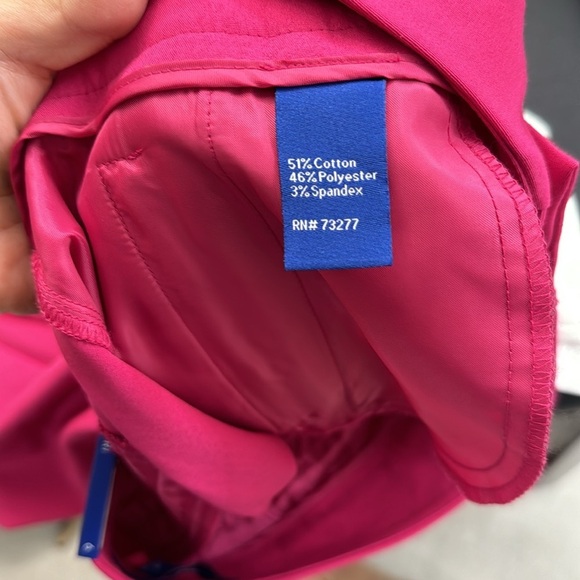 51% Cotton
46% Polyester
3% Spandex
RN# 73277